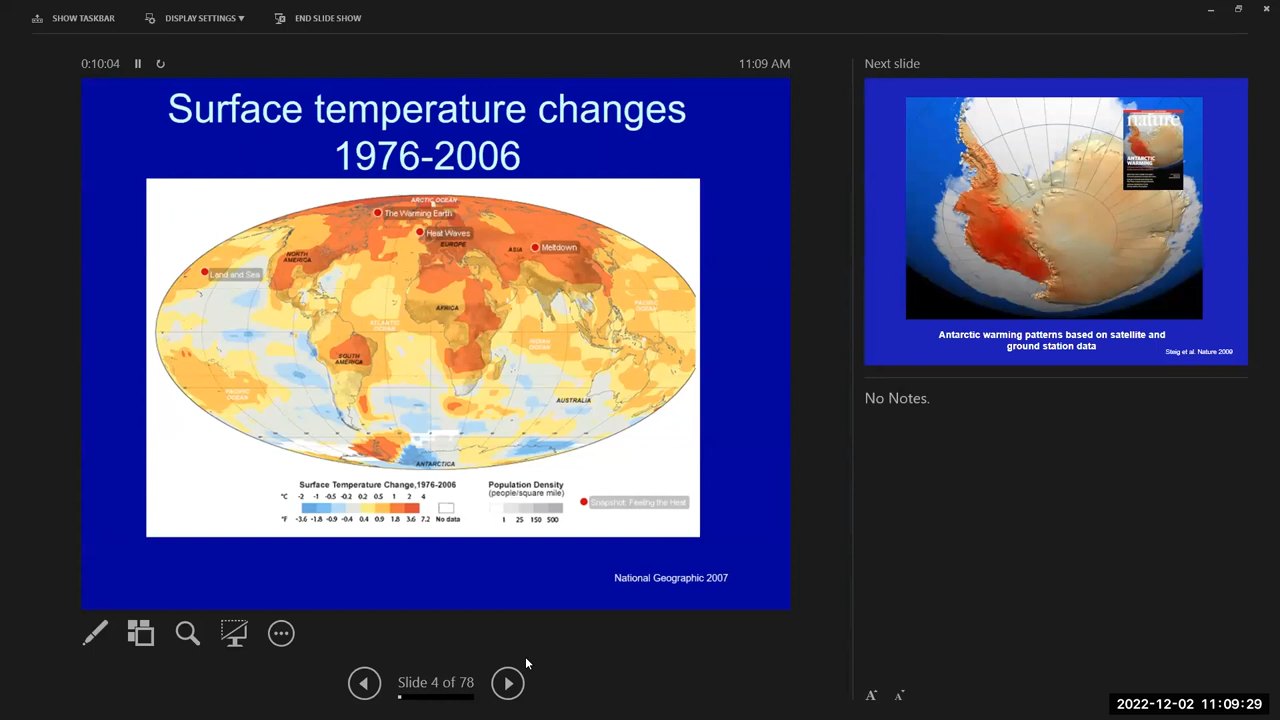 SHOW TASKBAR
DISPLAY SETTINGS ▼
END SLIDE SHOW
0:10:04
11:09 AM
Next slide
Surface temperature changes
1976-2006
ARCTIC OCEAN
The Warming Earth
Heat Waves
EUROPE
ASIA
Meltdown
NORTH
AMERICA
Land and Sea
PACIFIC
OCEAN
AFRICA
ATLANTIC
OCEAN
INDIAN
OCEAN
SOUTH
AMERICA
PACIFIC
OCEAN
AUSTRALIA
ANTARCTICA
Surface Temperature Change,1976-2006
°C -2 -1 -0.5 -0.2 0.2 0.5 1 2 4
°F -3.6 -1.8 -0.9 -0.4 0.4 0.9 1.8 3.6 7.2 No data
Population Density
(people/square mile)
1 25 150 500
Snapshot: Feeling the Heat
National Geographic 2007
nature
ANTARCTIC
WARMING
Antarctic warming patterns based on satellite and
ground station data
Steig et al. Nature 2009
No Notes.
Slide 4 of 78
A A
2022-12-02 11:09:29